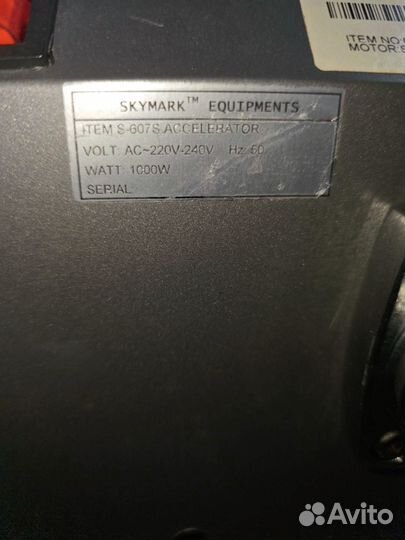 ITEM NO
MOTOR S
SKYMARK™ EQUIPMENTS
ITEM S-607S ACCELERATOR
VOLT: AC~220V-240V Hz: 50
WATT: 1000W
SERIAL
Avito